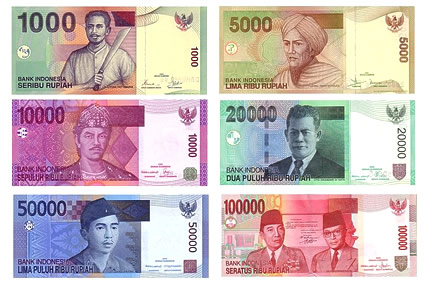 1000
1000
BANK INDONESIA
SERIBU RUPIAH
5000
5000
BANK INDONESIA
LIMA RIBU RUPIAH
10000
10000
BANK INDONESIA
SEPULUH RIBU RUPIAH
20000
20000
BANK INDONESIA
DUA PULUH RIBU RUPIAH
50000
50000
BANK INDONESIA
LIMA PULUH RIBU RUPIAH
100000
100000
BANK INDONESIA
SERATUS RIBU RUPIAH